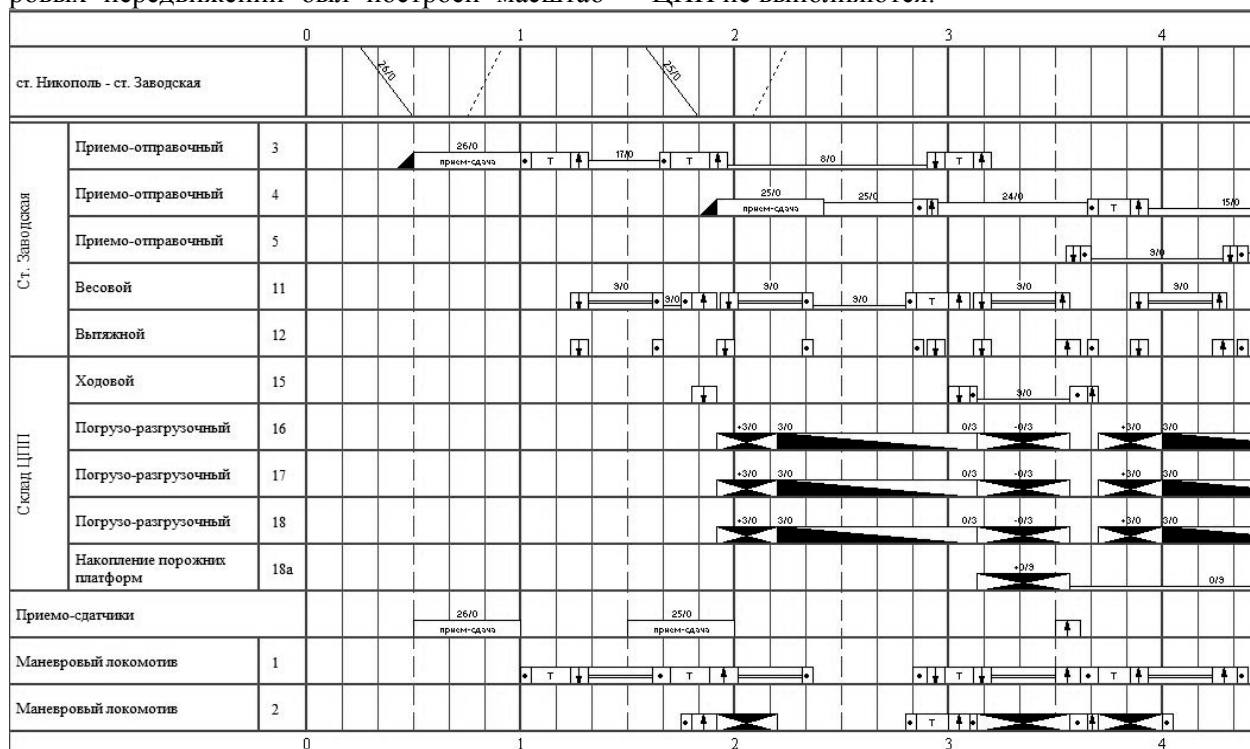 ровых передвижений был построен масштаб- ЦПП не выполняются.
0 1 2 3 4
ст. Никополь - ст. Заводская 26/0 25/0
Ст. Заводская
Приемо-отправочный 3 26/0 прием-сдача Т 17/0 Т 8/0 Т
Приемо-отправочный 4 25/0 прием-сдача 25/0 24/0 Т 15/0
Приемо-отправочный 5 9/0
Весовой 11 9/0 9/0 9/0 9/0 Т 9/0 9/0
Вытяжной 12
Склад ЦПП
Ходовой 15 9/0
Погрузо-разгрузочный 16 +3/0 3/0 0/3 -0/3 +3/0 3/0
Погрузо-разгрузочный 17 +3/0 3/0 0/3 -0/3 +3/0 3/0
Погрузо-разгрузочный 18 +3/0 3/0 0/3 -0/3 +3/0 3/0
Накопление порожних
платформ 18а +0/9 0/9
Приемо-сдатчики 26/0 прием-сдача 25/0 прием-сдача
Маневровый локомотив 1 Т Т Т Т
Маневровый локомотив 2 Т
0 1 2 3 4